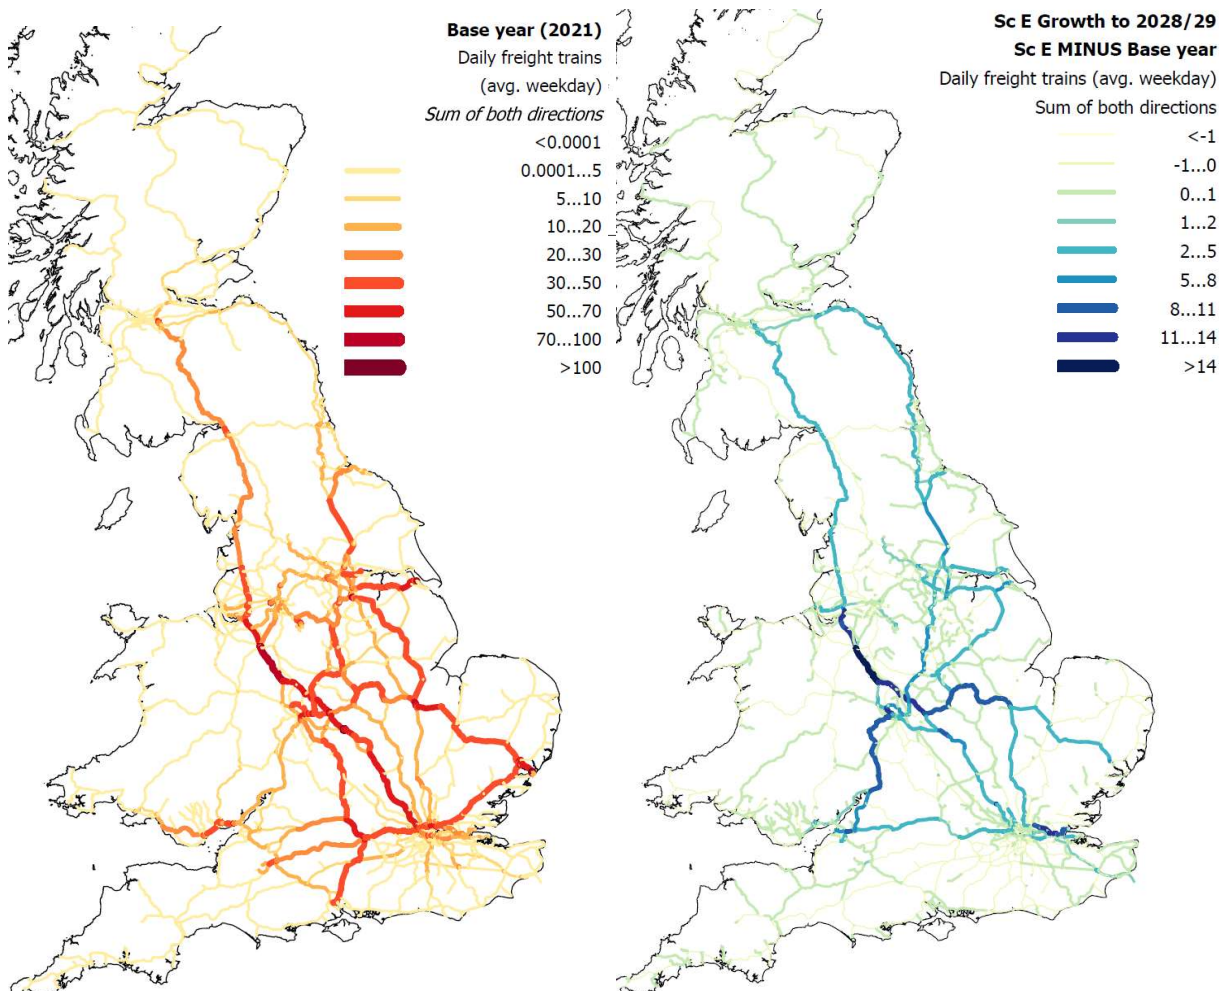 Base year (2021)
Daily freight trains
(avg. weekday)
Sum of both directions
<0.0001
0.0001...5
5...10
10...20
20...30
30...50
50...70
70...100
>100
Sc E Growth to 2028/29
Sc E MINUS Base year
Daily freight trains (avg. weekday)
Sum of both directions
<-1
-1...0
0...1
1...2
2...5
5...8
8...11
11...14
>14